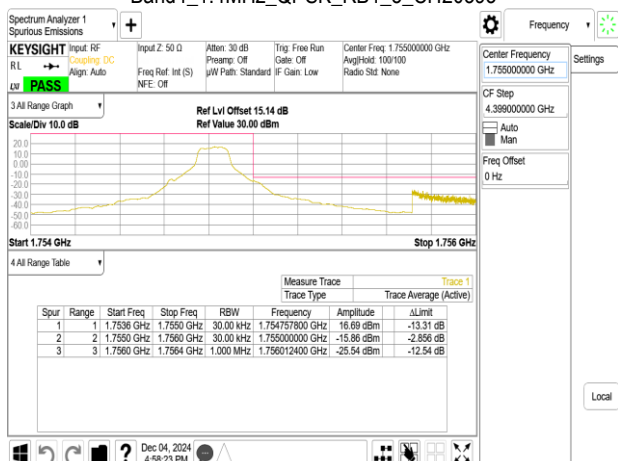 Spectrum Analyzer 1
Spurious Emissions
Frequency
KEYSIGHT
RL
LXI
PASS
Input: RF
Coupling: DC
Align: Auto
Input Z: 50 Ω
Freq Ref: Int (S)
NFE: Off
Atten: 30 dB
Preamp: Off
µW Path: Standard
Trig: Free Run
Gate: Off
IF Gain: Low
Center Freq: 1.755000000 GHz
Avg|Hold: 100/100
Radio Std: None
Center Frequency
1.755000000 GHz
Settings
CF Step
4.399000000 GHz
Auto
Man
Freq Offset
0 Hz
3 All Range Graph
Scale/Div 10.0 dB
Ref Lvl Offset 15.14 dB
Ref Value 30.00 dBm
20.0
10.0
0.00
-10.0
-20.0
-30.0
-40.0
-50.0
-60.0
Start 1.754 GHz
Stop 1.756 GHz
4 All Range Table
Measure Trace Trace 1
Trace Type Trace Average (Active)
Spur Range Start Freq Stop Freq RBW Frequency Amplitude ΔLimit
1 1 1.7536 GHz 1.7550 GHz 30.00 kHz 1.754757800 GHz 16.69 dBm -13.31 dB
2 2 1.7550 GHz 1.7560 GHz 30.00 kHz 1.755000000 GHz -15.86 dBm -2.856 dB
3 3 1.7560 GHz 1.7564 GHz 1.000 MHz 1.756012400 GHz -25.54 dBm -12.54 dB
Local
?
Dec 04, 2024
4:58:23 PM